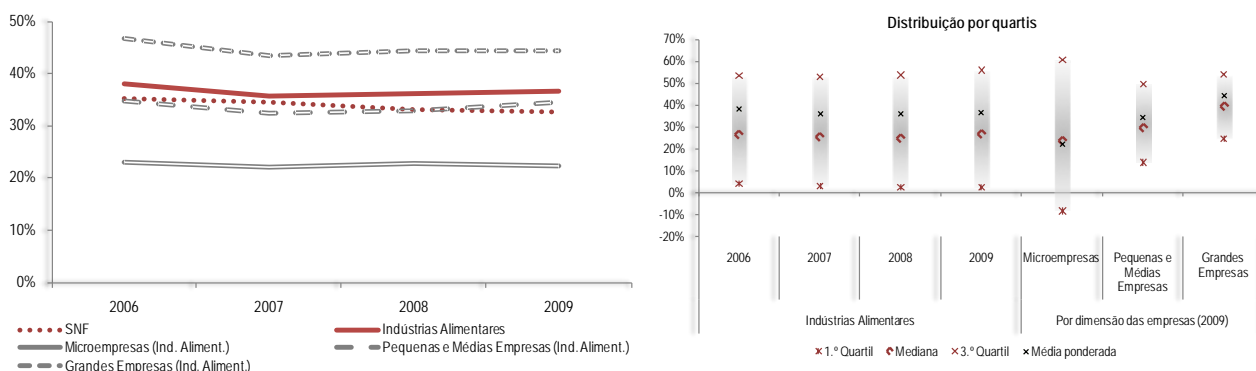 50%
40%
30%
20%
10%
0%
2006 2007 2008 2009
SNF
Indústrias Alimentares
Microempresas (Ind. Aliment.)
Pequenas e Médias Empresas (Ind. Aliment.)
Grandes Empresas (Ind. Aliment.)
Distribuição por quartis
70%
60%
50%
40%
30%
20%
10%
0%
-10%
-20%
2006 2007 2008 2009 Microempresas Pequenas e Médias Empresas Grandes Empresas
Indústrias Alimentares Por dimensão das empresas (2009)
1.º Quartil Mediana 3.º Quartil Média ponderada